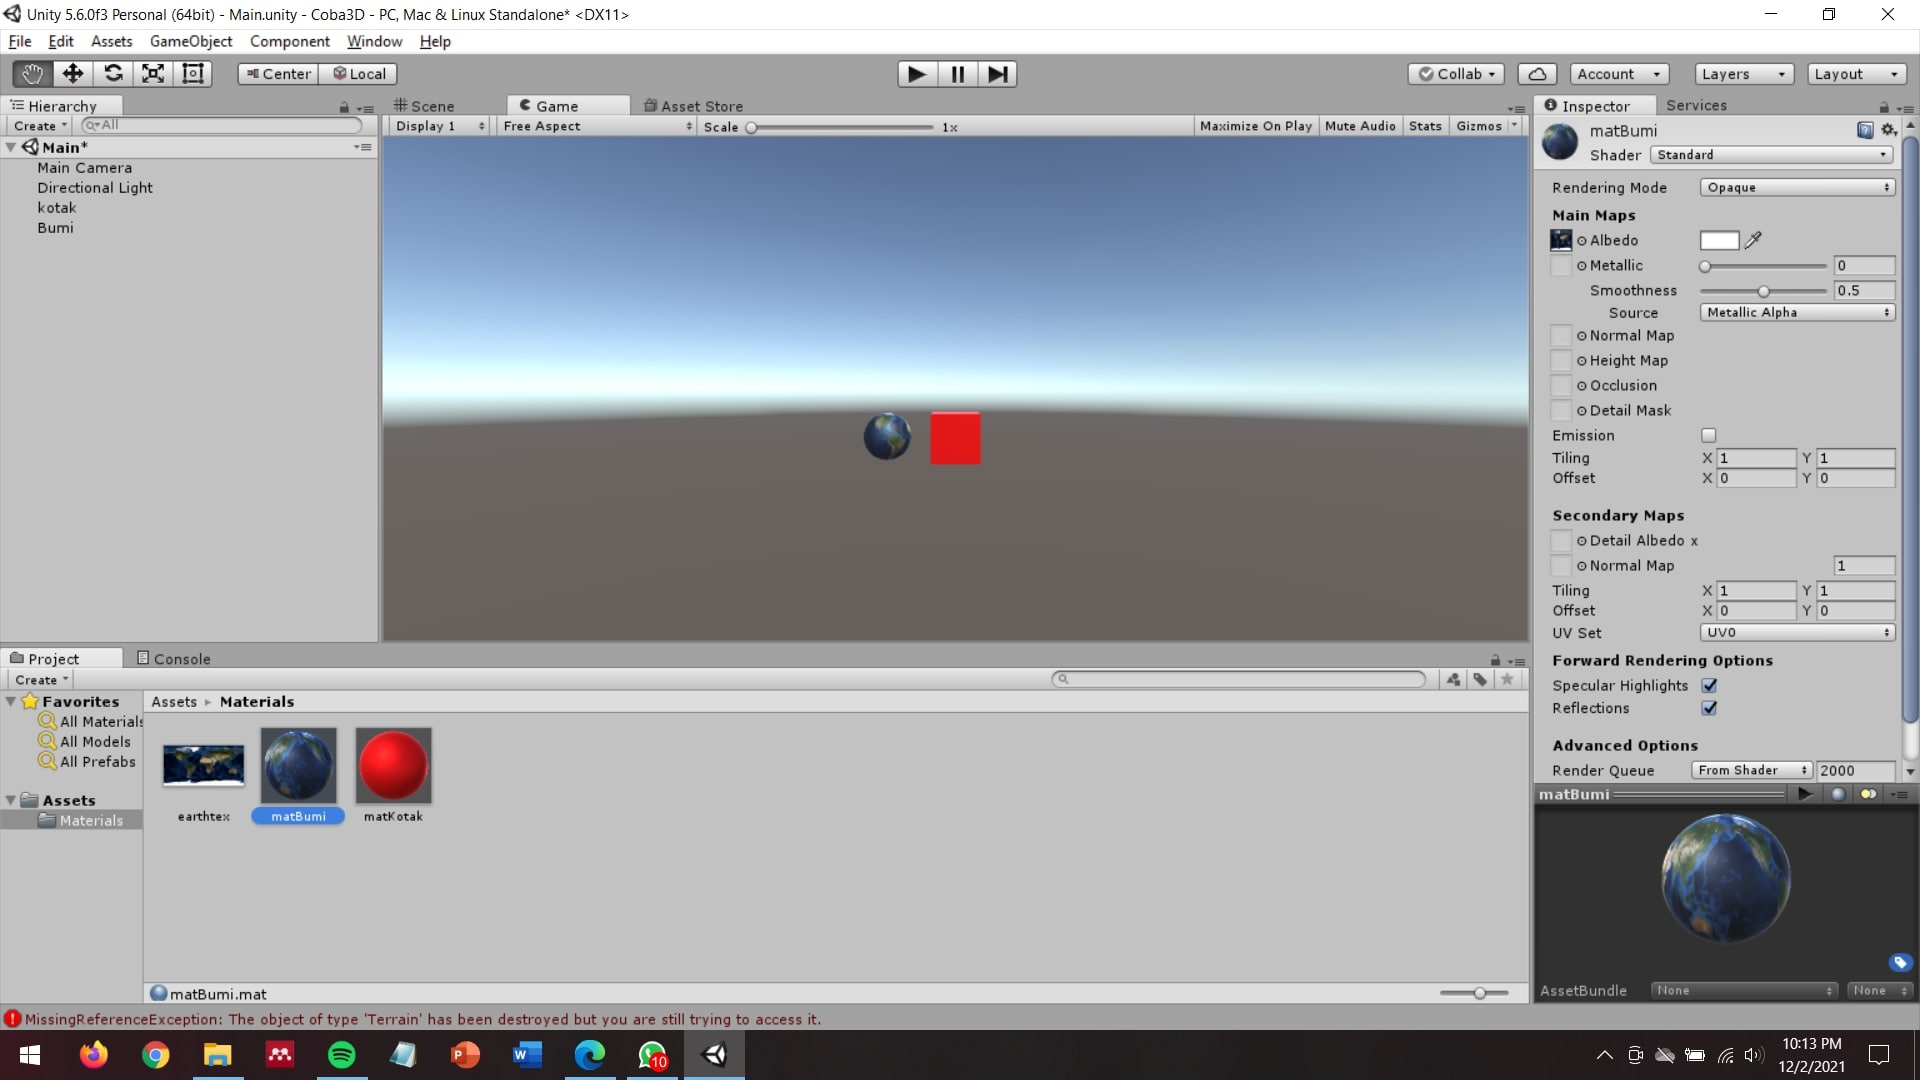 Unity 5.6.0f3 Personal (64bit) - Main.unity - Coba3D - PC, Mac & Linux Standalone* <DX11>
File Edit Assets GameObject Component Window Help
Center Local Collab Account Layers Layout
Hierarchy
Create All
Main*
Main Camera
Directional Light
kotak
Bumi
Scene Game Asset Store
Display 1 Free Aspect Scale 1x Maximize On Play Mute Audio Stats Gizmos
Inspector Services
matBumi
Shader Standard
Rendering Mode Opaque
Main Maps
Albedo
Metallic 0
Smoothness 0.5
Source Metallic Alpha
Normal Map
Height Map
Occlusion
Detail Mask
Emission
Tiling X 1 Y 1
Offset X 0 Y 0
Secondary Maps
Detail Albedo x
Normal Map 1
Tiling X 1 Y 1
Offset X 0 Y 0
UV Set UV0
Forward Rendering Options
Specular Highlights
Reflections
Advanced Options
Render Queue From Shader 2000
matBumi
AssetBundle None None
Project Console
Create
Favorites
All Materials
All Models
All Prefabs
Assets
Materials
Assets Materials
earthtex matBumi matKotak
matBumi.mat
MissingReferenceException: The object of type 'Terrain' has been destroyed but you are still trying to access it.
10
10:13 PM
12/2/2021